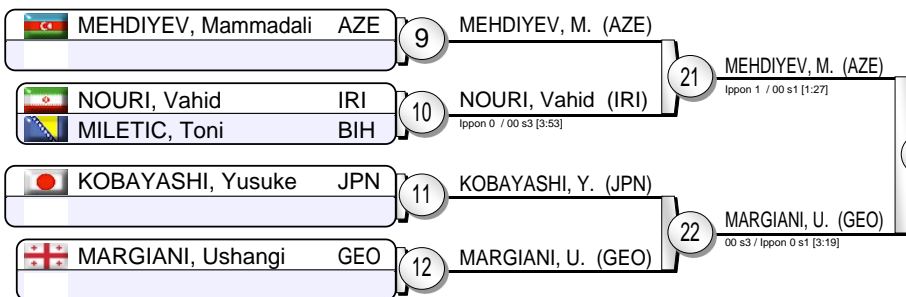 MEHDIYEV, Mammadali AZE
9
MEHDIYEV, M. (AZE)
21
MEHDIYEV, M. (AZE)
Ippon 1 / 00 s1 [1:27]
NOURI, Vahid IRI
MILETIC, Toni BIH
10
NOURI, Vahid (IRI)
Ippon 0 / 00 s3 [3:53]
KOBAYASHI, Yusuke JPN
11
KOBAYASHI, Y. (JPN)
22
MARGIANI, U. (GEO)
00 s3 / Ippon 0 s1 [3:19]
MARGIANI, Ushangi GEO
12
MARGIANI, U. (GEO)